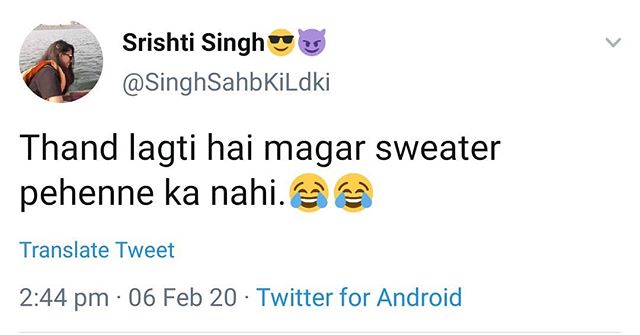 Srishti Singh😎😈
@SinghSahbKiLdki
Thand lagti hai magar sweater
pehenne ka nahi.😂😂
Translate Tweet
2:44 pm · 06 Feb 20 · Twitter for Android